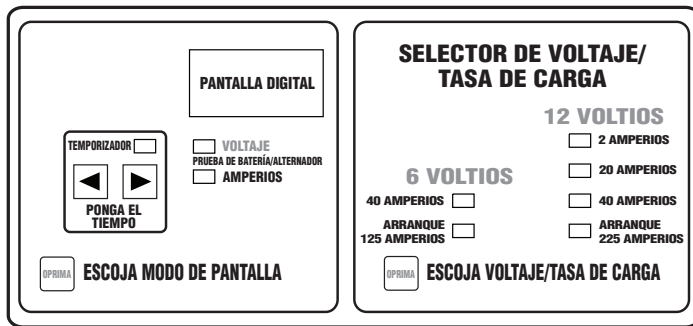 PANTALLA DIGITAL
TEMPORIZADOR
PONGA EL
TIEMPO
VOLTAJE
PRUEBA DE BATERÍA/ALTERNADOR
AMPERIOS
OPRIMA
ESCOJA MODO DE PANTALLA
SELECTOR DE VOLTAJE/
TASA DE CARGA
6 VOLTIOS
40 AMPERIOS
ARRANQUE
125 AMPERIOS
12 VOLTIOS
2 AMPERIOS
20 AMPERIOS
40 AMPERIOS
ARRANQUE
225 AMPERIOS
OPRIMA
ESCOJA VOLTAJE/TASA DE CARGA